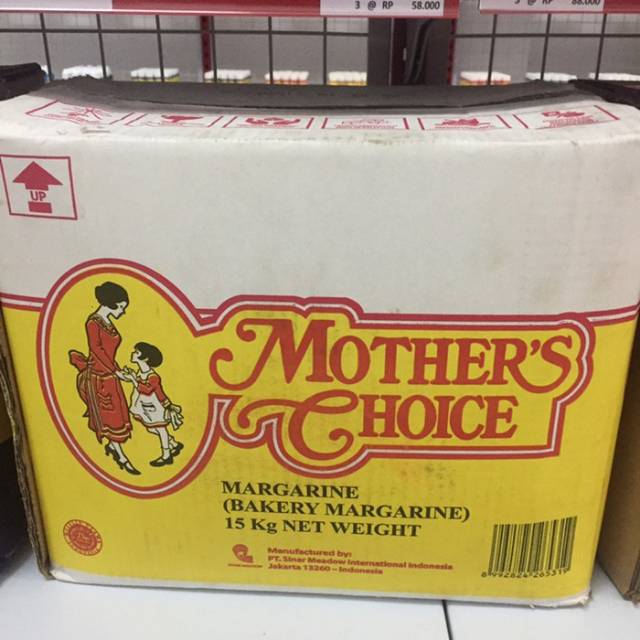 3 @ RP 58.000
UP
MOTHER'S
CHOICE
MARGARINE
(BAKERY MARGARINE)
15 Kg NET WEIGHT
Manufactured by:
PT. Sinar Meadow International Indonesia
Jakarta 13260 - Indonesia